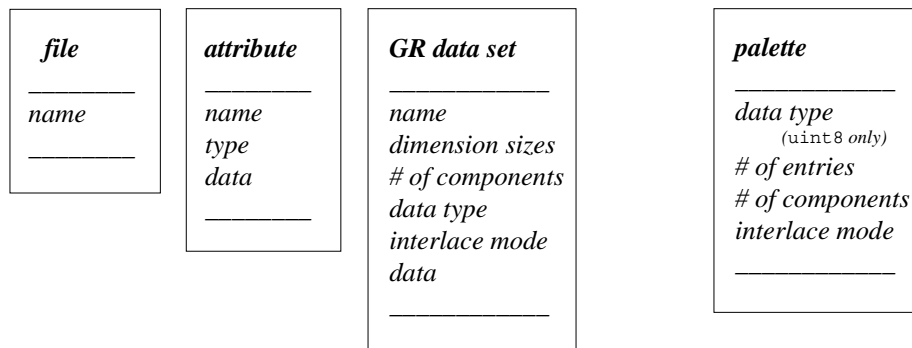 file
name
attribute
name
type
data
GR data set
name
dimension sizes
# of components
data type
interlace mode
data
palette
data type
(uint8 only)
# of entries
# of components
interlace mode